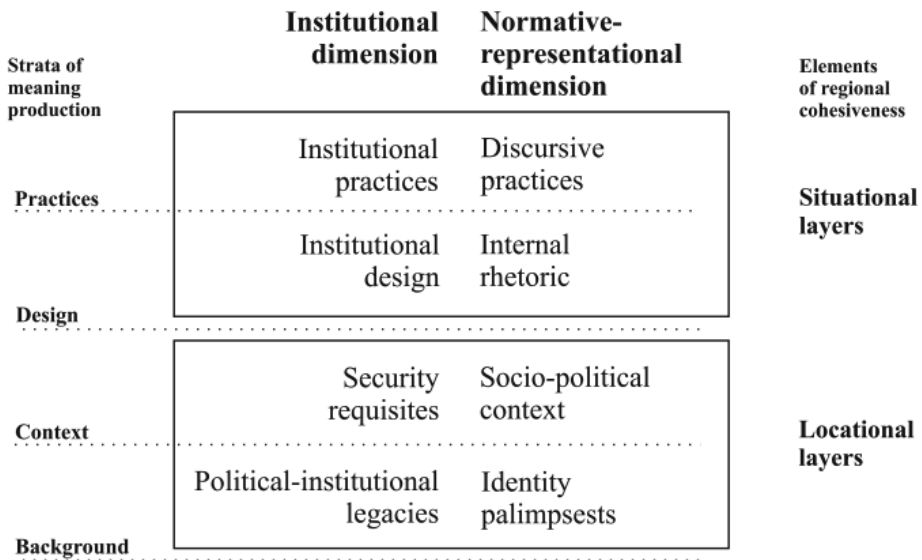 Institutional
dimension
Normative-
representational
dimension
Strata of
meaning
production
Elements
of regional
cohesiveness
Institutional
practices
Discursive
practices
Practices
Situational
layers
Institutional
design
Internal
rhetoric
Design
Security
requisites
Socio-political
context
Context
Locational
layers
Political-institutional
legacies
Identity
palimpsests
Background